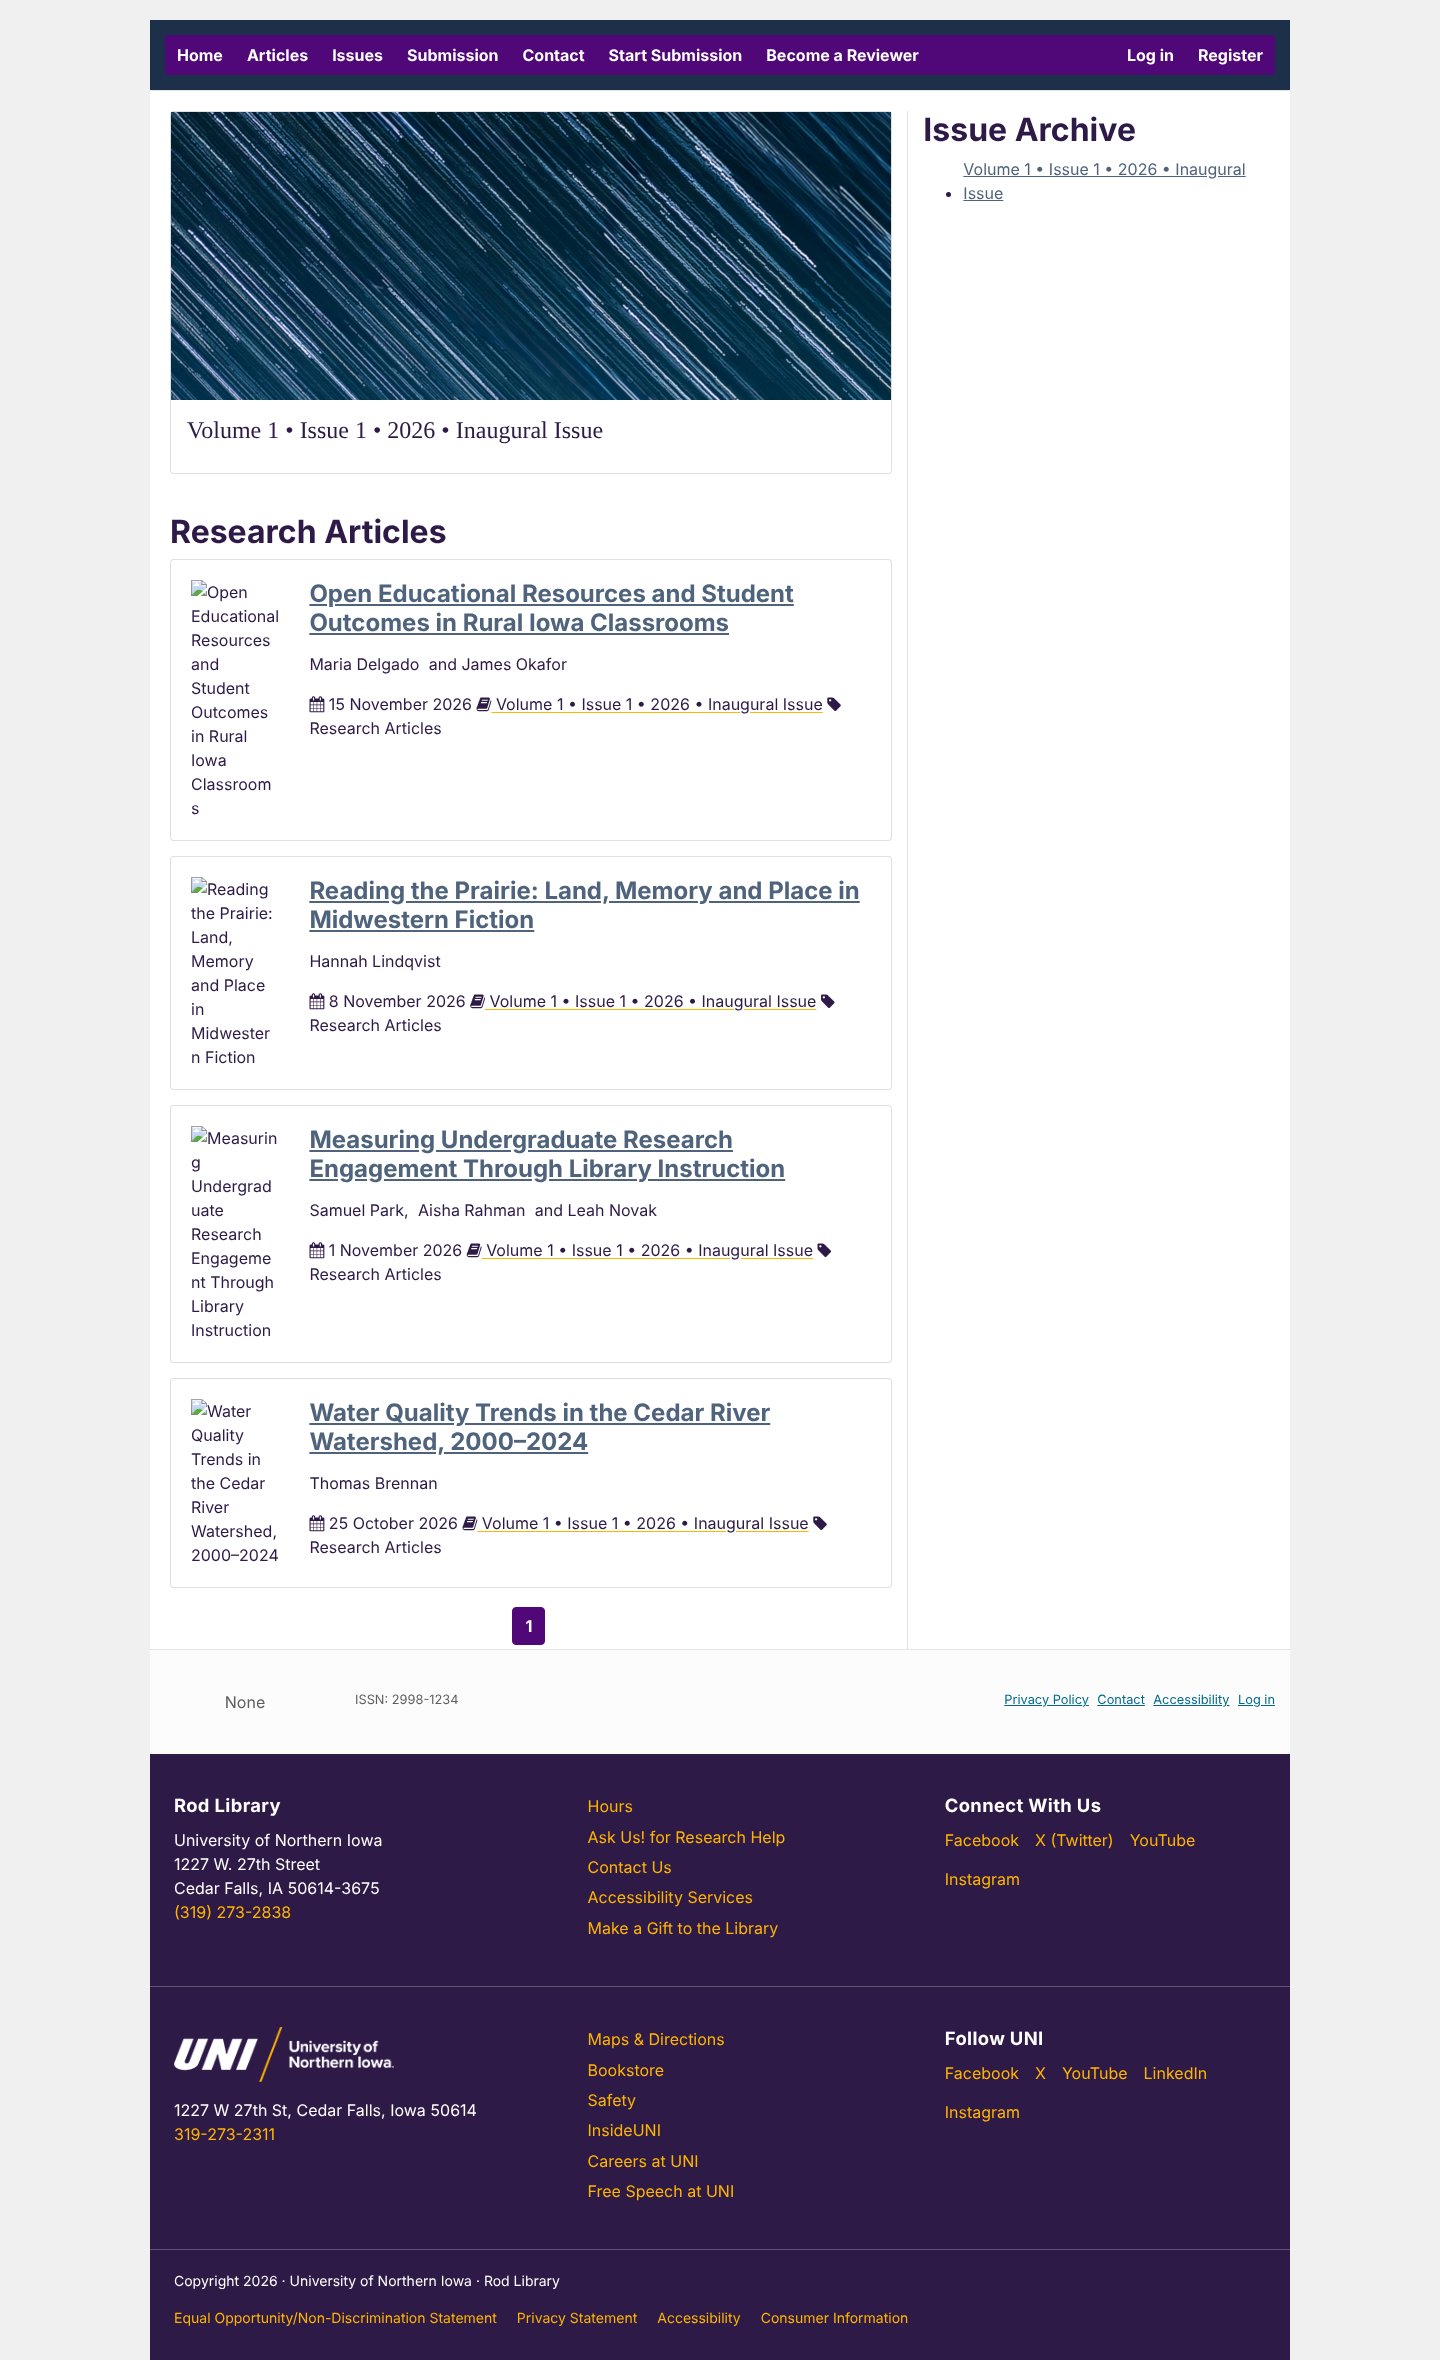 Home Articles Issues Submission Contact Start Submission Become a Reviewer Log in Register
Volume 1 • Issue 1 • 2026 • Inaugural Issue
Research Articles
Open
Educational
Resources
and
Student
Outcomes
in Rural
Iowa
Classroom
s
Open Educational Resources and Student
Outcomes in Rural Iowa Classrooms
Maria Delgado and James Okafor
15 November 2026 Volume 1 • Issue 1 • 2026 • Inaugural Issue
Research Articles
Reading
the Prairie:
Land,
Memory
and Place
in
Midwester
n Fiction
Reading the Prairie: Land, Memory and Place in
Midwestern Fiction
Hannah Lindqvist
8 November 2026 Volume 1 • Issue 1 • 2026 • Inaugural Issue
Research Articles
Measurin
g
Undergrad
uate
Research
Engageme
nt Through
Library
Instruction
Measuring Undergraduate Research
Engagement Through Library Instruction
Samuel Park, Aisha Rahman and Leah Novak
1 November 2026 Volume 1 • Issue 1 • 2026 • Inaugural Issue
Research Articles
Water
Quality
Trends in
the Cedar
River
Watershed,
2000–2024
Water Quality Trends in the Cedar River
Watershed, 2000–2024
Thomas Brennan
25 October 2026 Volume 1 • Issue 1 • 2026 • Inaugural Issue
Research Articles
1
Issue Archive
Volume 1 • Issue 1 • 2026 • Inaugural
Issue
None ISSN: 2998-1234 Privacy Policy Contact Accessibility Log in
Rod Library
University of Northern Iowa
1227 W. 27th Street
Cedar Falls, IA 50614-3675
(319) 273-2838
Hours
Ask Us! for Research Help
Contact Us
Accessibility Services
Make a Gift to the Library
Connect With Us
Facebook X (Twitter) YouTube
Instagram
UNI University of
Northern Iowa.
1227 W 27th St, Cedar Falls, Iowa 50614
319-273-2311
Maps & Directions
Bookstore
Safety
InsideUNI
Careers at UNI
Free Speech at UNI
Follow UNI
Facebook X YouTube LinkedIn
Instagram
Copyright 2026 · University of Northern Iowa · Rod Library
Equal Opportunity/Non-Discrimination Statement Privacy Statement Accessibility Consumer Information